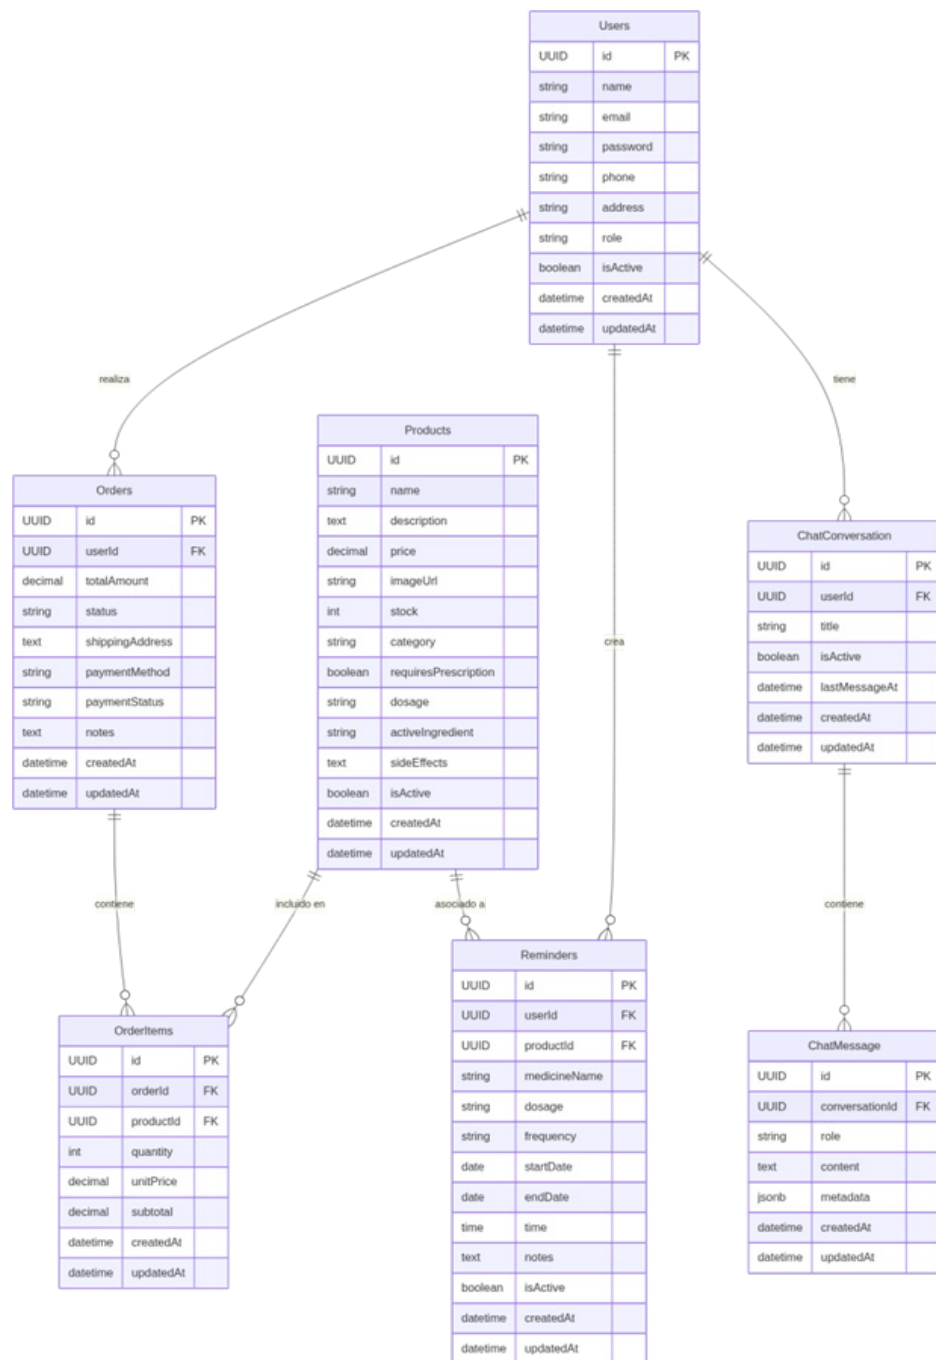 Users
UUID id PK
string name
string email
string password
string phone
string address
string role
boolean isActive
datetime createdAt
datetime updatedAt
realiza
tiene
crea
Products
UUID id PK
string name
text description
decimal price
string imageUrl
int stock
string category
boolean requiresPrescription
string dosage
string activeIngredient
text sideEffects
boolean isActive
datetime createdAt
datetime updatedAt
Orders
UUID id PK
UUID userId FK
decimal totalAmount
string status
text shippingAddress
string paymentMethod
string paymentStatus
text notes
datetime createdAt
datetime updatedAt
ChatConversation
UUID id PK
UUID userId FK
string title
boolean isActive
datetime lastMessageAt
datetime createdAt
datetime updatedAt
contiene
incluido en
asociado a
contiene
Reminders
UUID id PK
UUID userId FK
UUID productId FK
string medicineName
string dosage
string frequency
date startDate
date endDate
time time
text notes
boolean isActive
datetime createdAt
datetime updatedAt
OrderItems
UUID id PK
UUID orderId FK
UUID productId FK
int quantity
decimal unitPrice
decimal subtotal
datetime createdAt
datetime updatedAt
ChatMessage
UUID id PK
UUID conversationId FK
string role
text content
jsonb metadata
datetime createdAt
datetime updatedAt